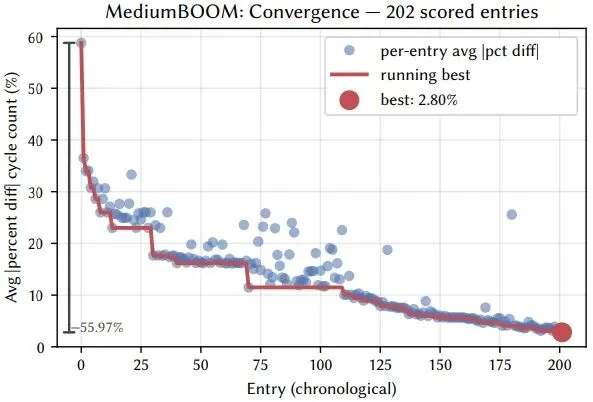 MediumBOOM: Convergence — 202 scored entries
Avg |percent diff| cycle count (%)
60
50
40
30
20
10
0
per-entry avg |pct diff|
running best
best: 2.80%
−55.97%
0 25 50 75 100 125 150 175 200
Entry (chronological)